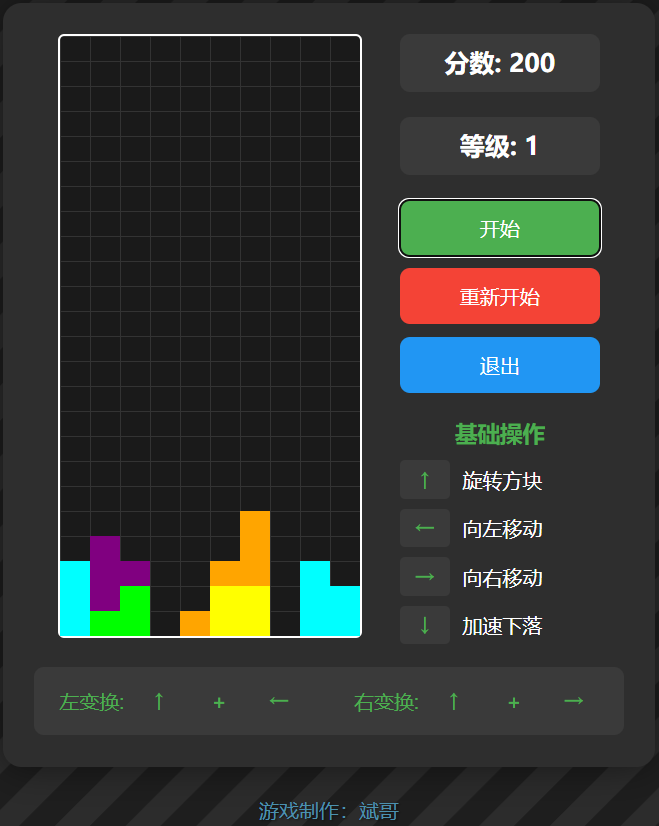 分数: 200
等级: 1
开始
重新开始
退出
基础操作
↑ 旋转方块
← 向左移动
→ 向右移动
↓ 加速下落
左变换: ↑ + ← 右变换: ↑ + →
游戏制作：斌哥